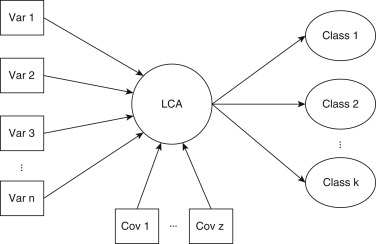 Var 1
Class 1
Var 2
LCA
Class 2
Var 3
...
...
Class k
Var n
Cov 1 ... Cov z